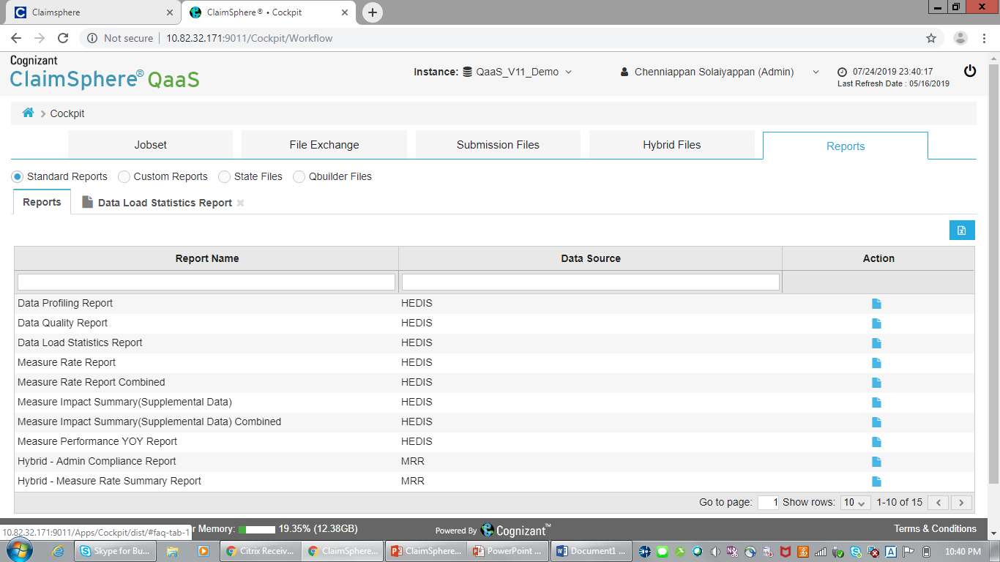 Claimsphere
ClaimSphere® • Cockpit
Not secure
10.82.32.171:9011/Cockpit/Workflow
Cognizant
ClaimSphere® QaaS
Instance: QaaS_V11_Demo
Chenniappan Solaiyappan (Admin)
07/24/2019 23:40:17
Last Refresh Date : 05/16/2019
Cockpit
Jobset
File Exchange
Submission Files
Hybrid Files
Reports
Standard Reports
Custom Reports
State Files
Qbuilder Files
Reports
Data Load Statistics Report
Report Name Data Source Action
Data Profiling Report HEDIS
Data Quality Report HEDIS
Data Load Statistics Report HEDIS
Measure Rate Report HEDIS
Measure Rate Report Combined HEDIS
Measure Impact Summary(Supplemental Data) HEDIS
Measure Impact Summary(Supplemental Data) Combined HEDIS
Measure Performance YOY Report HEDIS
Hybrid - Admin Compliance Report MRR
Hybrid - Measure Rate Summary Report MRR
Go to page: 1 Show rows: 10 1-10 of 15
10.82.32.171:9011/Apps/Cockpit/dist/#faq-tab-1
r Memory: 19.35% (12.38GB)
Powered By Cognizant™
Terms & Conditions
Skype for Bu...
Citrix Receiv...
ClaimSphere...
ClaimSphere...
PowerPoint ...
Document1 ...
10:40 PM